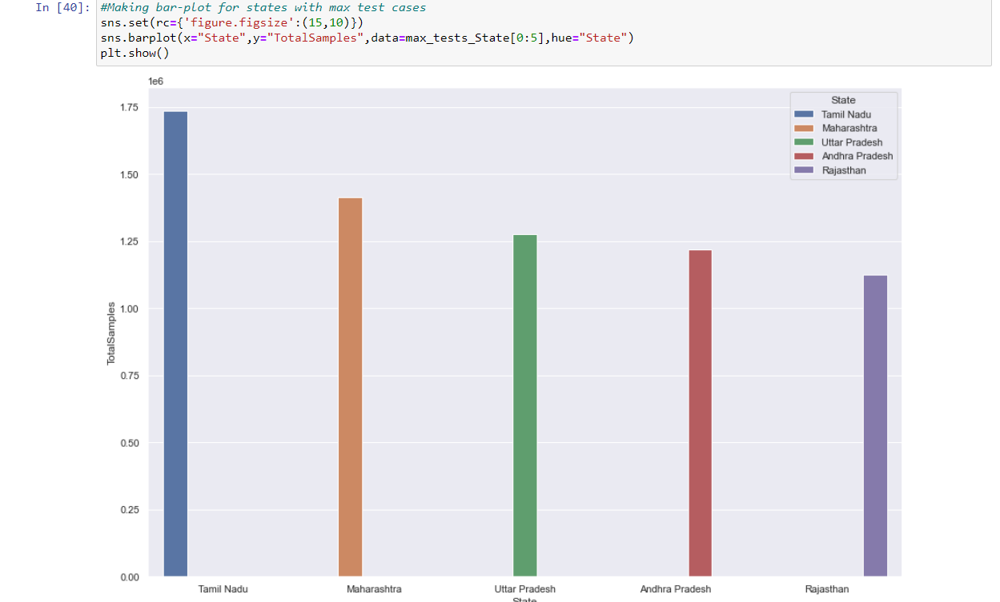 In [40]: #Making bar-plot for states with max test cases
sns.set(rc={'figure.figsize':(15,10)})
sns.barplot(x="State",y="TotalSamples",data=max_tests_State[0:5],hue="State")
plt.show()
1e6
State
Tamil Nadu
Maharashtra
Uttar Pradesh
Andhra Pradesh
Rajasthan
1.75
1.50
1.25
1.00
0.75
0.50
0.25
0.00
TotalSamples
Tamil Nadu Maharashtra Uttar Pradesh Andhra Pradesh Rajasthan
State